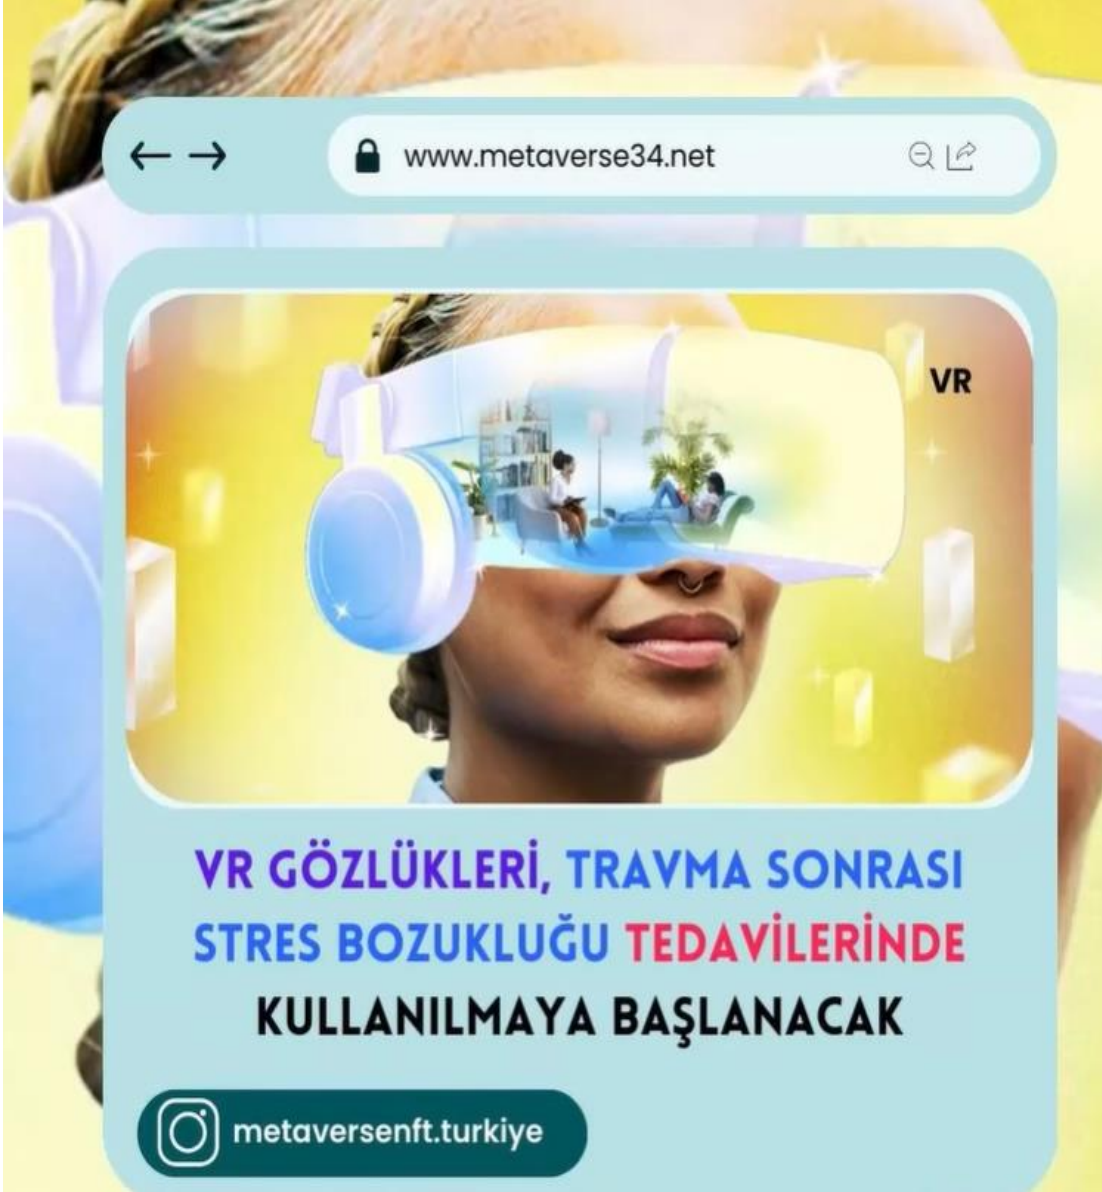 www.metaverse34.net
VR
VR GÖZLÜKLERİ, TRAVMA SONRASI
STRES BOZUKLUĞU TEDAVİLERİNDE
KULLANILMAYA BAŞLANACAK
metaversenft.turkiye